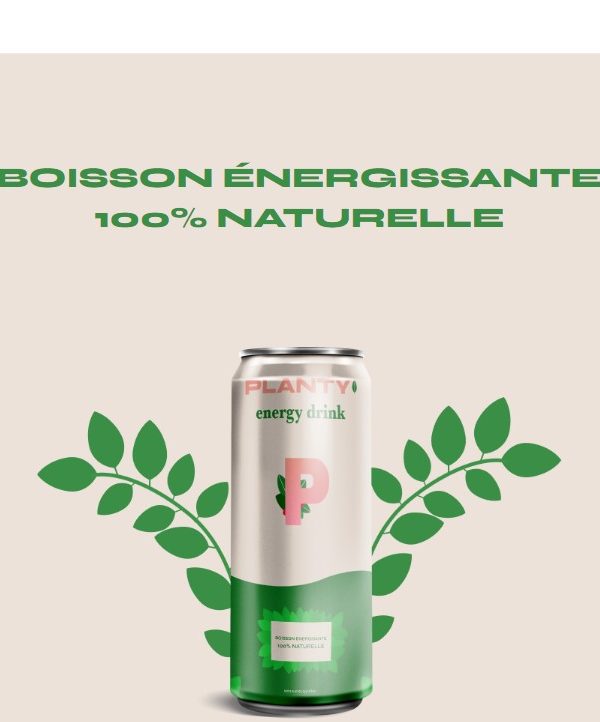 BOISSON ÉNERGISSANTE
100% NATURELLE
PLANTY
energy drink
P
BOISSON ÉNERGISSANTE
100% NATURELLE